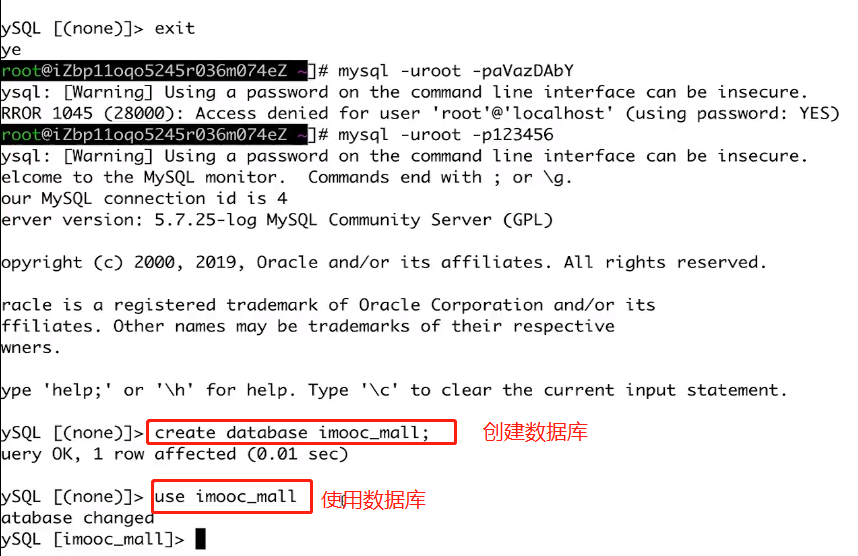 ySQL [(none)]> exit
ye
root@iZbp11oqo5245r036m074eZ ~]# mysql -uroot -paVazDAbY
ysql: [Warning] Using a password on the command line interface can be insecure.
RROR 1045 (28000): Access denied for user 'root'@'localhost' (using password: YES)
root@iZbp11oqo5245r036m074eZ ~]# mysql -uroot -p123456
ysql: [Warning] Using a password on the command line interface can be insecure.
elcome to the MySQL monitor.  Commands end with ; or \g.
our MySQL connection id is 4
erver version: 5.7.25-log MySQL Community Server (GPL)
opyright (c) 2000, 2019, Oracle and/or its affiliates. All rights reserved.
racle is a registered trademark of Oracle Corporation and/or its
ffiliates. Other names may be trademarks of their respective
wners.
ype 'help;' or '\h' for help. Type '\c' to clear the current input statement.
ySQL [(none)]> create database imooc_mall; 创建数据库
uery OK, 1 row affected (0.01 sec)
ySQL [(none)]> use imooc_mall 使用数据库
atabase changed
ySQL [imooc_mall]>